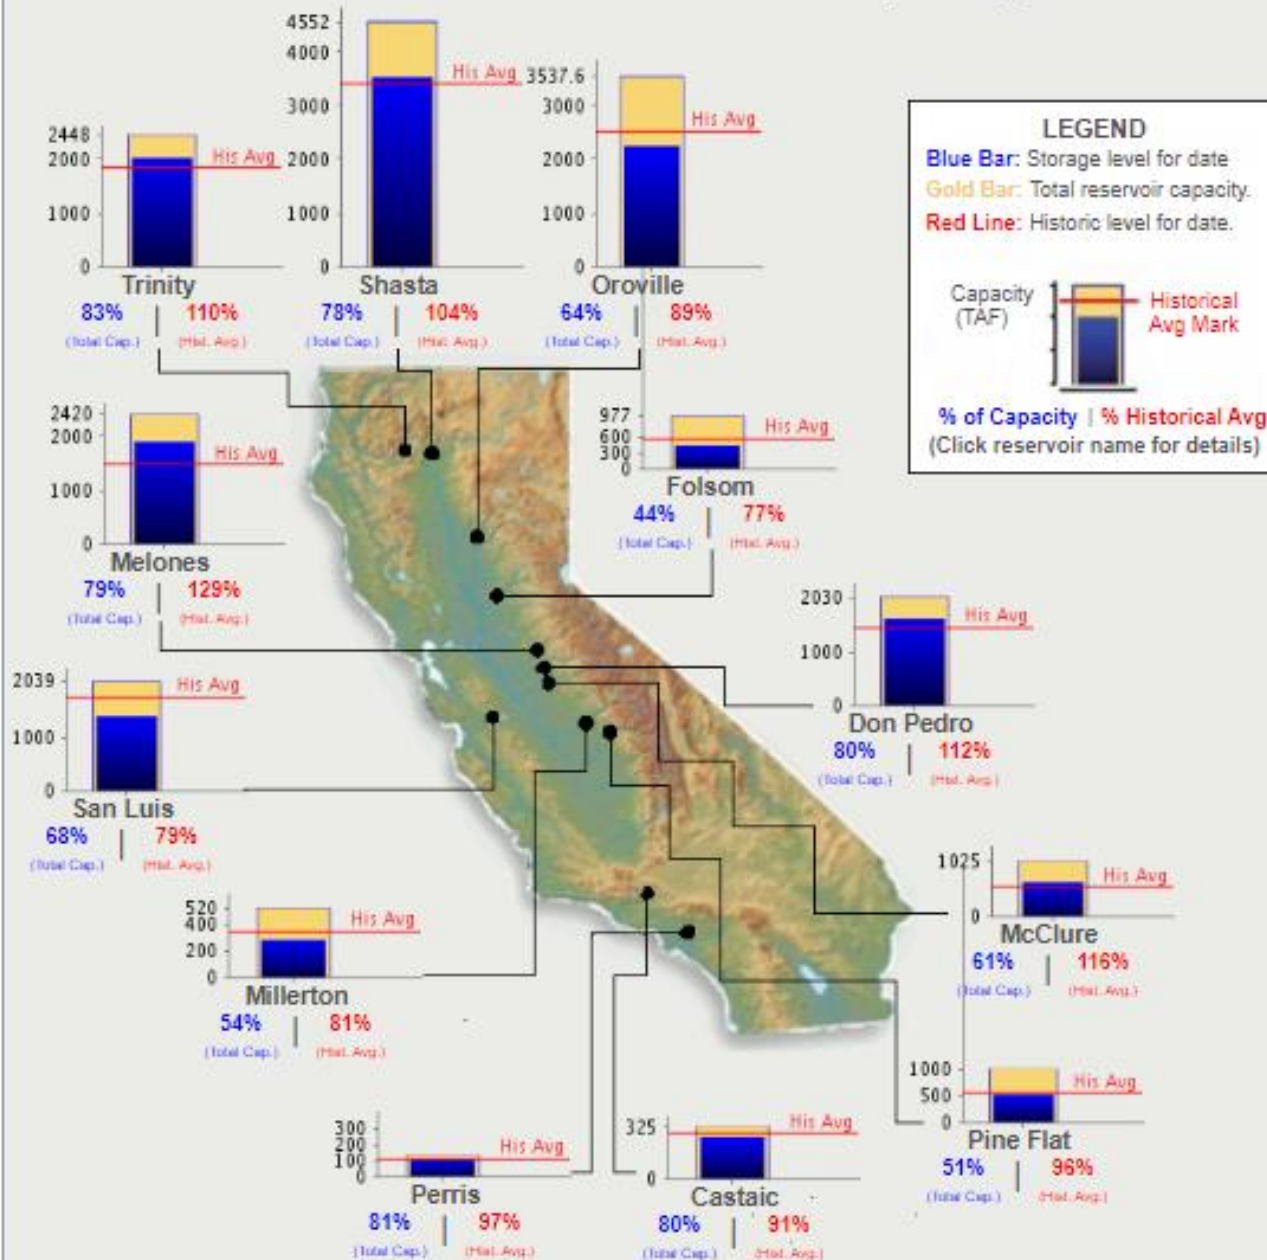 4552
4000
3000
2000
1000
0
His Avg
Shasta
78% | 104%
(Total Cap.) (Hist. Avg.)
3537.6
3000
2000
1000
0
His Avg
Oroville
64% | 89%
(Total Cap.) (Hist. Avg.)
2448
2000
1000
0
His Avg
Trinity
83% | 110%
(Total Cap.) (Hist. Avg.)
LEGEND
Blue Bar: Storage level for date
Gold Bar: Total reservoir capacity.
Red Line: Historic level for date.
Capacity
(TAF)
Historical
Avg Mark
% of Capacity | % Historical Avg
(Click reservoir name for details)
2420
2000
1000
0
His Avg
Melones
79% | 129%
(Total Cap.) (Hist. Avg.)
977
600
300
0
His Avg
Folsom
44% | 77%
(Total Cap.) (Hist. Avg.)
2030
1000
0
His Avg
Don Pedro
80% | 112%
(Total Cap.) (Hist. Avg.)
2039
1000
0
His Avg
San Luis
68% | 79%
(Total Cap.) (Hist. Avg.)
1025
0
His Avg
McClure
61% | 116%
(Total Cap.) (Hist. Avg.)
520
400
200
0
His Avg
Millerton
54% | 81%
(Total Cap.) (Hist. Avg.)
1000
500
0
His Avg
Pine Flat
51% | 96%
(Total Cap.) (Hist. Avg.)
300
200
100
0
His Avg
Perris
81% | 97%
(Total Cap.) (Hist. Avg.)
325
0
His Avg
Castaic
80% | 91%
(Total Cap.) (Hist. Avg.)